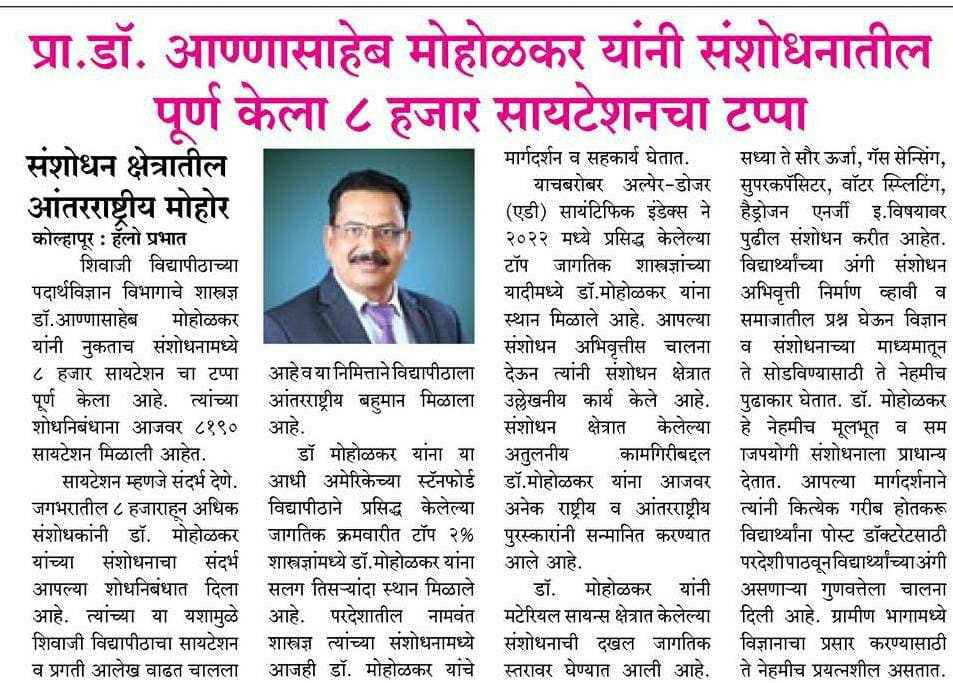 प्रा.डॉ. आण्णासाहेब मोहोळकर यांनी संशोधनातील
पूर्ण केला ८ हजार सायटेशनचा टप्पा
संशोधन क्षेत्रातील
आंतरराष्ट्रीय मोहोर
कोल्हापूर : हॅलो प्रभात
शिवाजी विद्यापीठाच्या
पदार्थविज्ञान विभागाचे शास्त्रज्ञ
डॉ.आण्णासाहेब मोहोळकर
यांनी नुकताच संशोधनामध्ये
८ हजार सायटेशन चा टप्पा
पूर्ण केला आहे. त्यांच्या
शोधनिबंधाना आजवर ८१९०
सायटेशन मिळाली आहेत.
सायटेशन म्हणजे संदर्भ देणे.
जगभरातील ८ हजाराहून अधिक
संशोधकांनी डॉ. मोहोळकर
यांच्या संशोधनाचा संदर्भ
आपल्या शोधनिबंधात दिला
आहे. त्यांच्या या यशामुळे
शिवाजी विद्यापीठाचा सायटेशन
व प्रगती आलेख वाढत चालला
आहे व या निमित्ताने विद्यापीठाला
आंतरराष्ट्रीय बहुमान मिळाला
आहे.
डॉ मोहोळकर यांना या
आधी अमेरिकेच्या स्टॅनफोर्ड
विद्यापीठाने प्रसिद्ध केलेल्या
जागतिक क्रमवारीत टॉप २%
शास्त्रज्ञांमध्ये डॉ.मोहोळकर यांना
सलग तिसऱ्यांदा स्थान मिळाले
आहे. परदेशातील नामवंत
शास्त्रज्ञ त्यांच्या संशोधनामध्ये
आजही डॉ. मोहोळकर यांचे
मार्गदर्शन व सहकार्य घेतात.
याचबरोबर अल्पेर-डोजर
(एडी) सायंटिफिक इंडेक्स ने
२०२२ मध्ये प्रसिद्ध केलेल्या
टॉप जागतिक शास्त्रज्ञांच्या
यादीमध्ये डॉ.मोहोळकर यांना
स्थान मिळाले आहे. आपल्या
संशोधन अभिवृत्तीस चालना
देऊन त्यांनी संशोधन क्षेत्रात
उल्लेखनीय कार्य केले आहे.
संशोधन क्षेत्रात केलेल्या
अतुलनीय कामगिरीबद्दल
डॉ.मोहोळकर यांना आजवर
अनेक राष्ट्रीय व आंतरराष्ट्रीय
पुरस्कारांनी सन्मानित करण्यात
आले आहे.
डॉ. मोहोळकर यांनी
मटेरियल सायन्स क्षेत्रात केलेल्या
संशोधनाची दखल जागतिक
स्तरावर घेण्यात आली आहे.
सध्या ते सौर ऊर्जा, गॅस सेन्सिंग,
सुपरकपॅसिटर, वॉटर स्प्लिटिंग,
हैड्रोजन एनर्जी इ.विषयावर
पुढील संशोधन करीत आहेत.
विद्यार्थ्यांच्या अंगी संशोधन
अभिवृत्ती निर्माण व्हावी व
समाजातील प्रश्न घेऊन विज्ञान
व संशोधनाच्या माध्यमातून
ते सोडविण्यासाठी ते नेहमीच
पुढाकार घेतात. डॉ. मोहोळकर
हे नेहमीच मूलभूत व सम
ाजपयोगी संशोधनाला प्राधान्य
देतात. आपल्या मार्गदर्शनाने
त्यांनी कित्येक गरीब होतकरू
विद्यार्थ्यांना पोस्ट डॉक्टरेटसाठी
परदेशी पाठवून विद्यार्थ्यांच्या अंगी
असणाऱ्या गुणवत्तेला चालना
दिली आहे. ग्रामीण भागामध्ये
विज्ञानाचा प्रसार करण्यासाठी
ते नेहमीच प्रयत्नशील असतात.